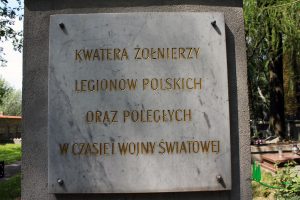 KWATERA ŻOŁNIERZY
LEGIONÓW POLSKICH
ORAZ POLEGŁYCH
W CZASIE I WOJNY ŚWIATOWEJ